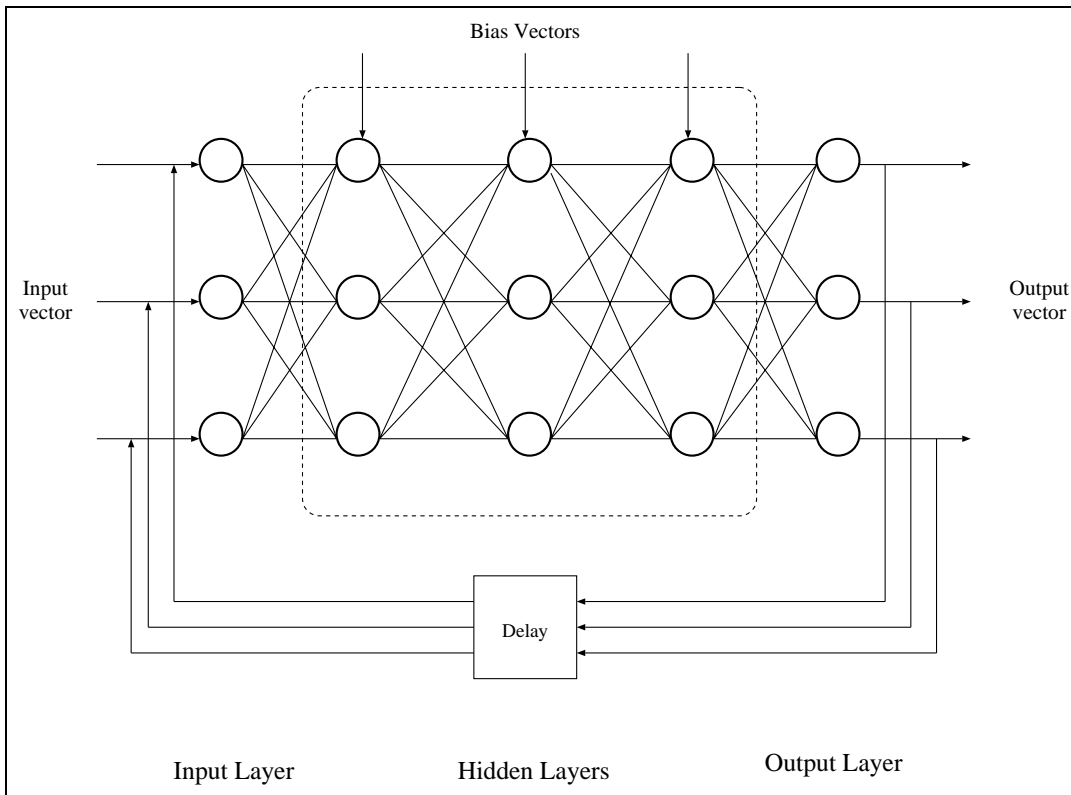 Bias Vectors
Input
vector
Output
vector
Delay
Input Layer
Hidden Layers
Output Layer